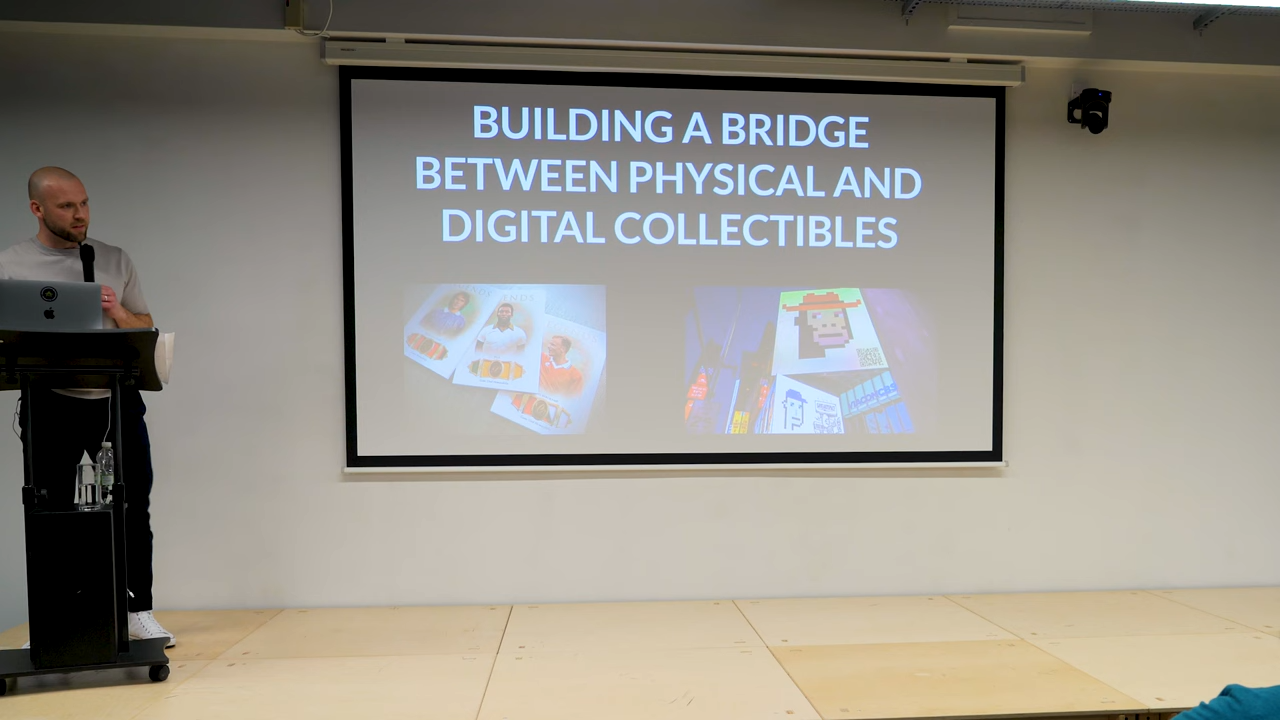 BUILDING A BRIDGE
BETWEEN PHYSICAL AND
DIGITAL COLLECTIBLES